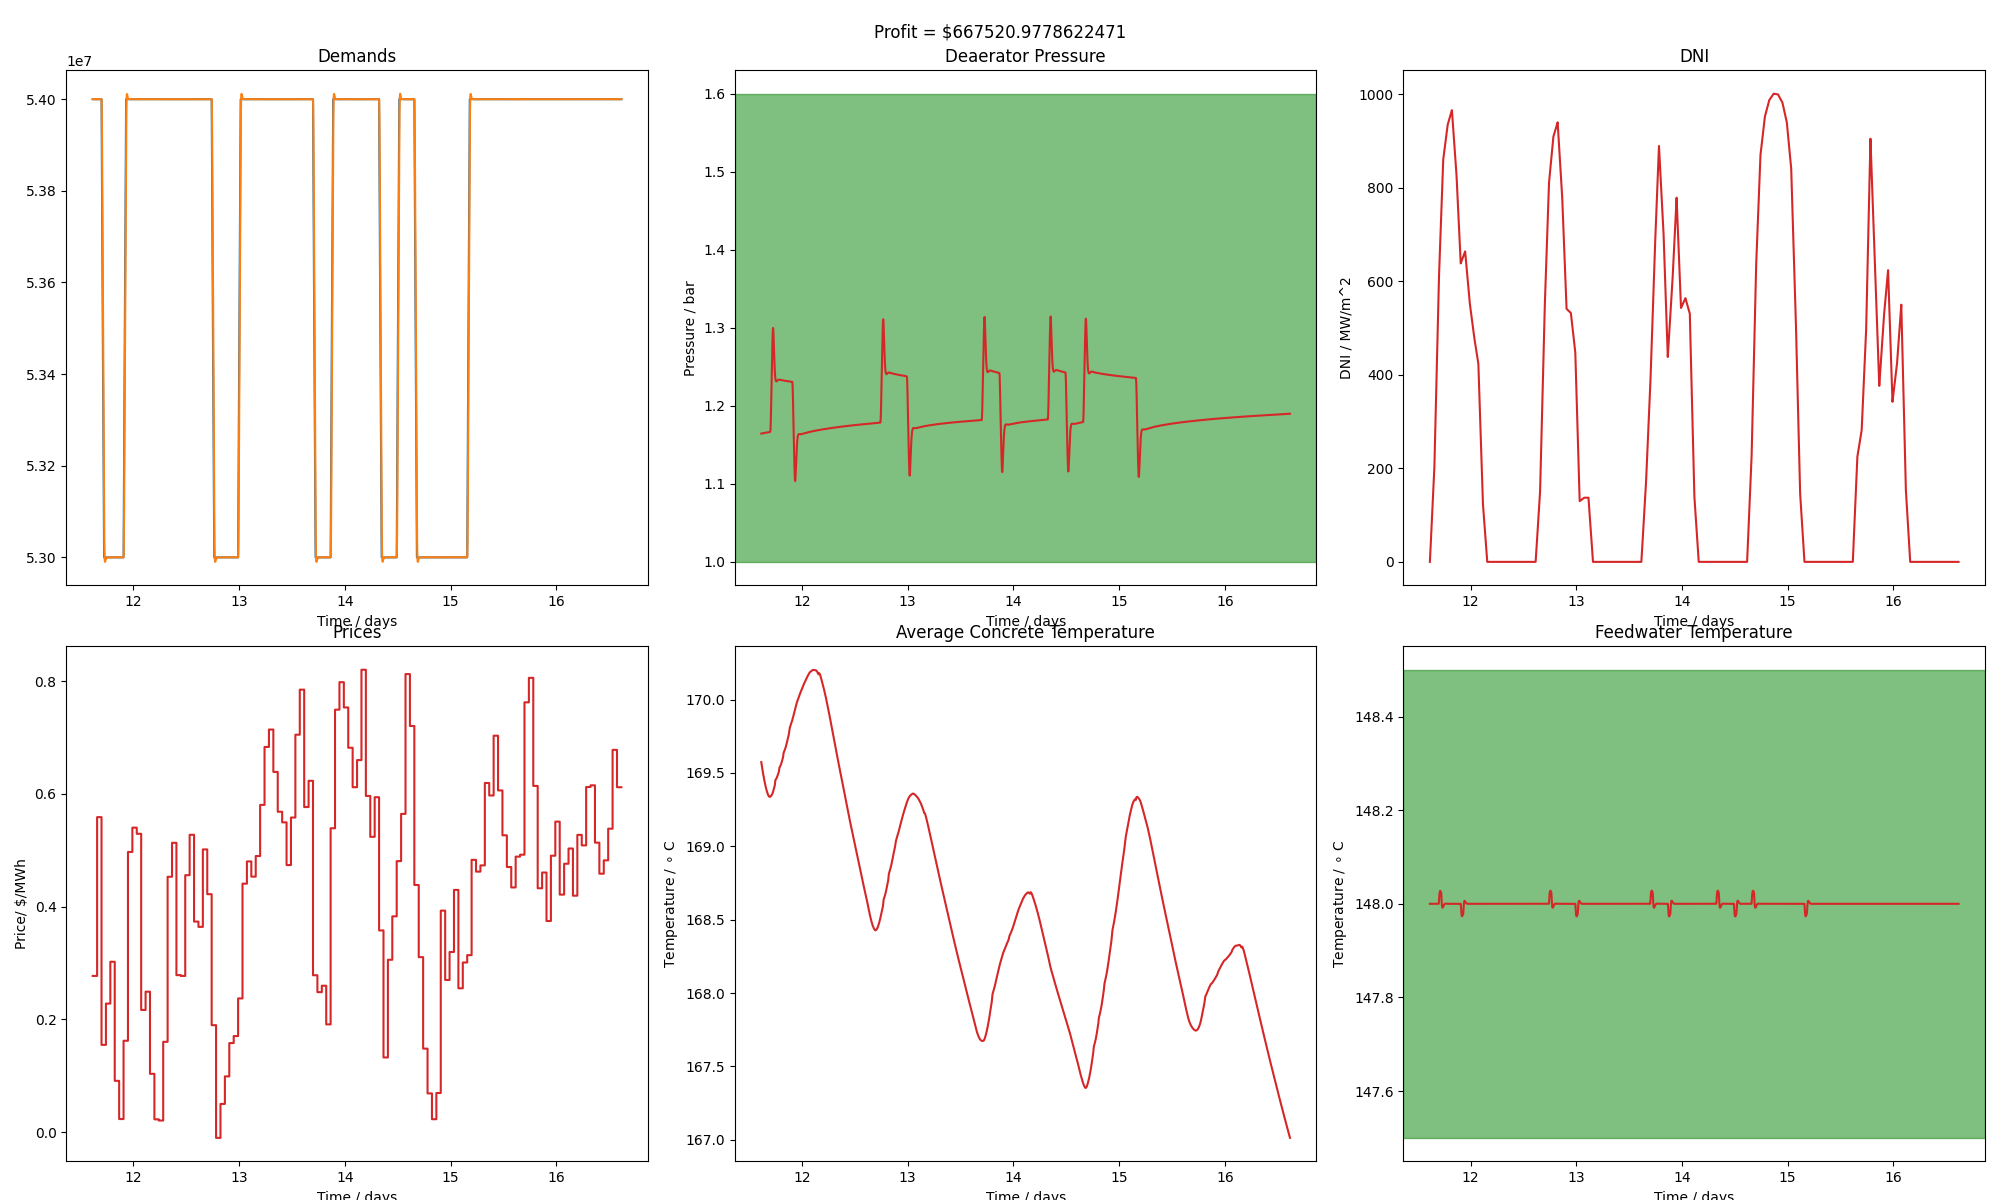 Profit = $667520.9778622471
Demands
1e7
5.40
5.38
5.36
5.34
5.32
5.30
12 13 14 15 16
Time / days
Deaerator Pressure
Pressure / bar
1.6
1.5
1.4
1.3
1.2
1.1
1.0
12 13 14 15 16
Time / days
DNI
DNI / MW/m^2
1000
800
600
400
200
0
12 13 14 15 16
Time / days
Prices
Price/ $/MWh
0.8
0.6
0.4
0.2
0.0
12 13 14 15 16
Time / days
Average Concrete Temperature
Temperature / ∘ C
170.0
169.5
169.0
168.5
168.0
167.5
167.0
12 13 14 15 16
Time / days
Feedwater Temperature
Temperature / ∘ C
148.4
148.2
148.0
147.8
147.6
12 13 14 15 16
Time / days